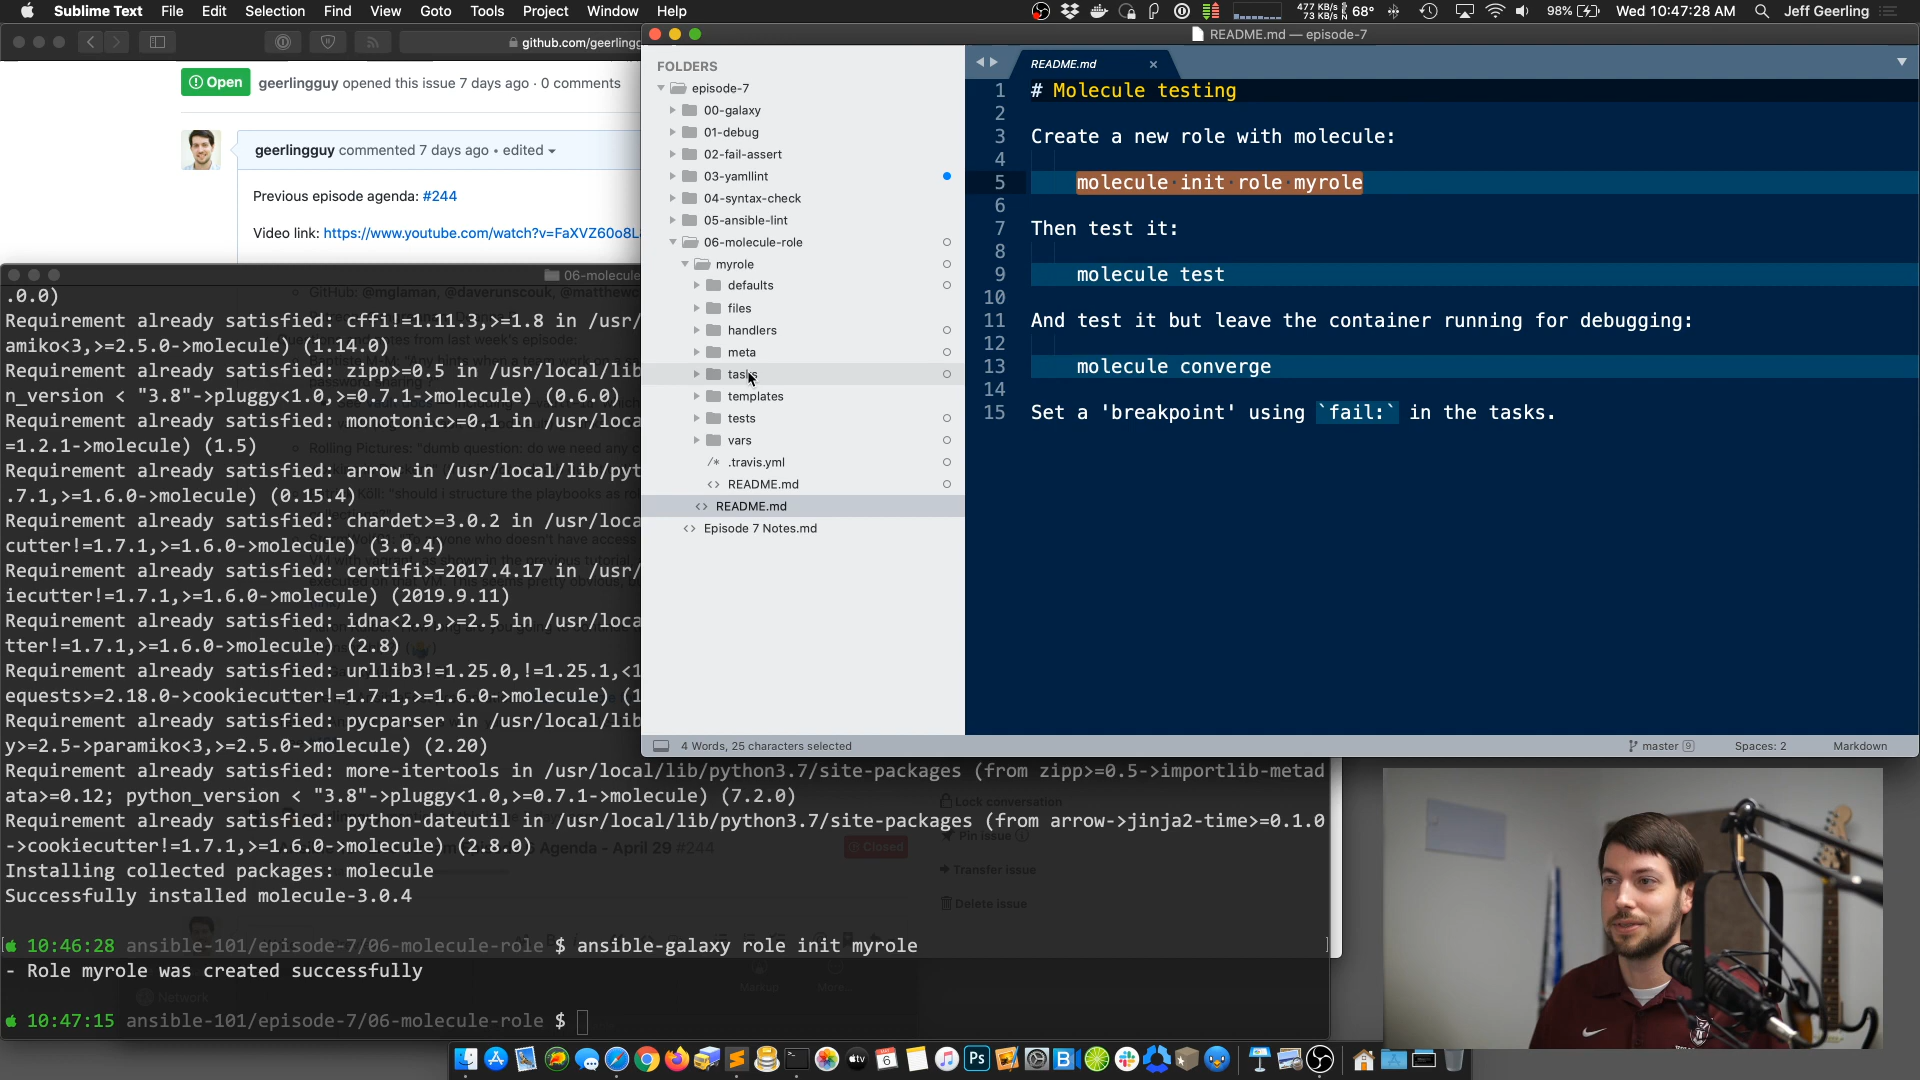 Sublime Text File Edit Selection Find View Goto Tools Project Window Help
477 KB/s
73 KB/s
68°
98%
Wed 10:47:28 AM
Jeff Geerling
github.com/geerlingg
Open
geerlingguy opened this issue 7 days ago · 0 comments
geerlingguy commented 7 days ago • edited
Previous episode agenda: #244
Video link: https://www.youtube.com/watch?v=FaXVZ60o8L
README.md — episode-7
FOLDERS
episode-7
00-galaxy
01-debug
02-fail-assert
03-yamllint
04-syntax-check
05-ansible-lint
06-molecule-role
myrole
defaults
files
handlers
meta
tasks
templates
tests
vars
/* .travis.yml
<> README.md
<> README.md
<> Episode 7 Notes.md
README.md ×
1 # Molecule testing
2
3 Create a new role with molecule:
4
5 molecule init role myrole
6
7 Then test it:
8
9 molecule test
10
11 And test it but leave the container running for debugging:
12
13 molecule converge
14
15 Set a 'breakpoint' using `fail:` in the tasks.
4 Words, 25 characters selected
master 9
Spaces: 2
Markdown
06-molecule
.0.0)
Requirement already satisfied: cffi!=1.11.3,>=1.8 in /usr/
amiko<3,>=2.5.0->molecule) (1.14.0)
Requirement already satisfied: zipp>=0.5 in /usr/local/lib
n_version < "3.8"->pluggy<1.0,>=0.7.1->molecule) (0.6.0)
Requirement already satisfied: monotonic>=0.1 in /usr/loca
=1.2.1->molecule) (1.5)
Requirement already satisfied: arrow in /usr/local/lib/pyt
.7.1,>=1.6.0->molecule) (0.15.4)
Requirement already satisfied: chardet>=3.0.2 in /usr/loca
cutter!=1.7.1,>=1.6.0->molecule) (3.0.4)
Requirement already satisfied: certifi>=2017.4.17 in /usr/
iecutter!=1.7.1,>=1.6.0->molecule) (2019.9.11)
Requirement already satisfied: idna<2.9,>=2.5 in /usr/loca
tter!=1.7.1,>=1.6.0->molecule) (2.8)
Requirement already satisfied: urllib3!=1.25.0,!=1.25.1,<1
equests>=2.18.0->cookiecutter!=1.7.1,>=1.6.0->molecule) (1
Requirement already satisfied: pycparser in /usr/local/lib
y>=2.5->paramiko<3,>=2.5.0->molecule) (2.20)
Requirement already satisfied: more-itertools in /usr/local/lib/python3.7/site-packages (from zipp>=0.5->importlib-metad
ata>=0.12; python_version < "3.8"->pluggy<1.0,>=0.7.1->molecule) (7.2.0)
Requirement already satisfied: python-dateutil in /usr/local/lib/python3.7/site-packages (from arrow->jinja2-time>=0.1.0
->cookiecutter!=1.7.1,>=1.6.0->molecule) (2.8.0)
Installing collected packages: molecule
Successfully installed molecule-3.0.4
10:46:28 ansible-101/episode-7/06-molecule-role $ ansible-galaxy role init myrole
- Role myrole was created successfully
10:47:15 ansible-101/episode-7/06-molecule-role $
Lock conversation
Pin issue
Transfer issue
Delete issue
Agenda - April 29 #244
Closed
Network
tv
6
Ps